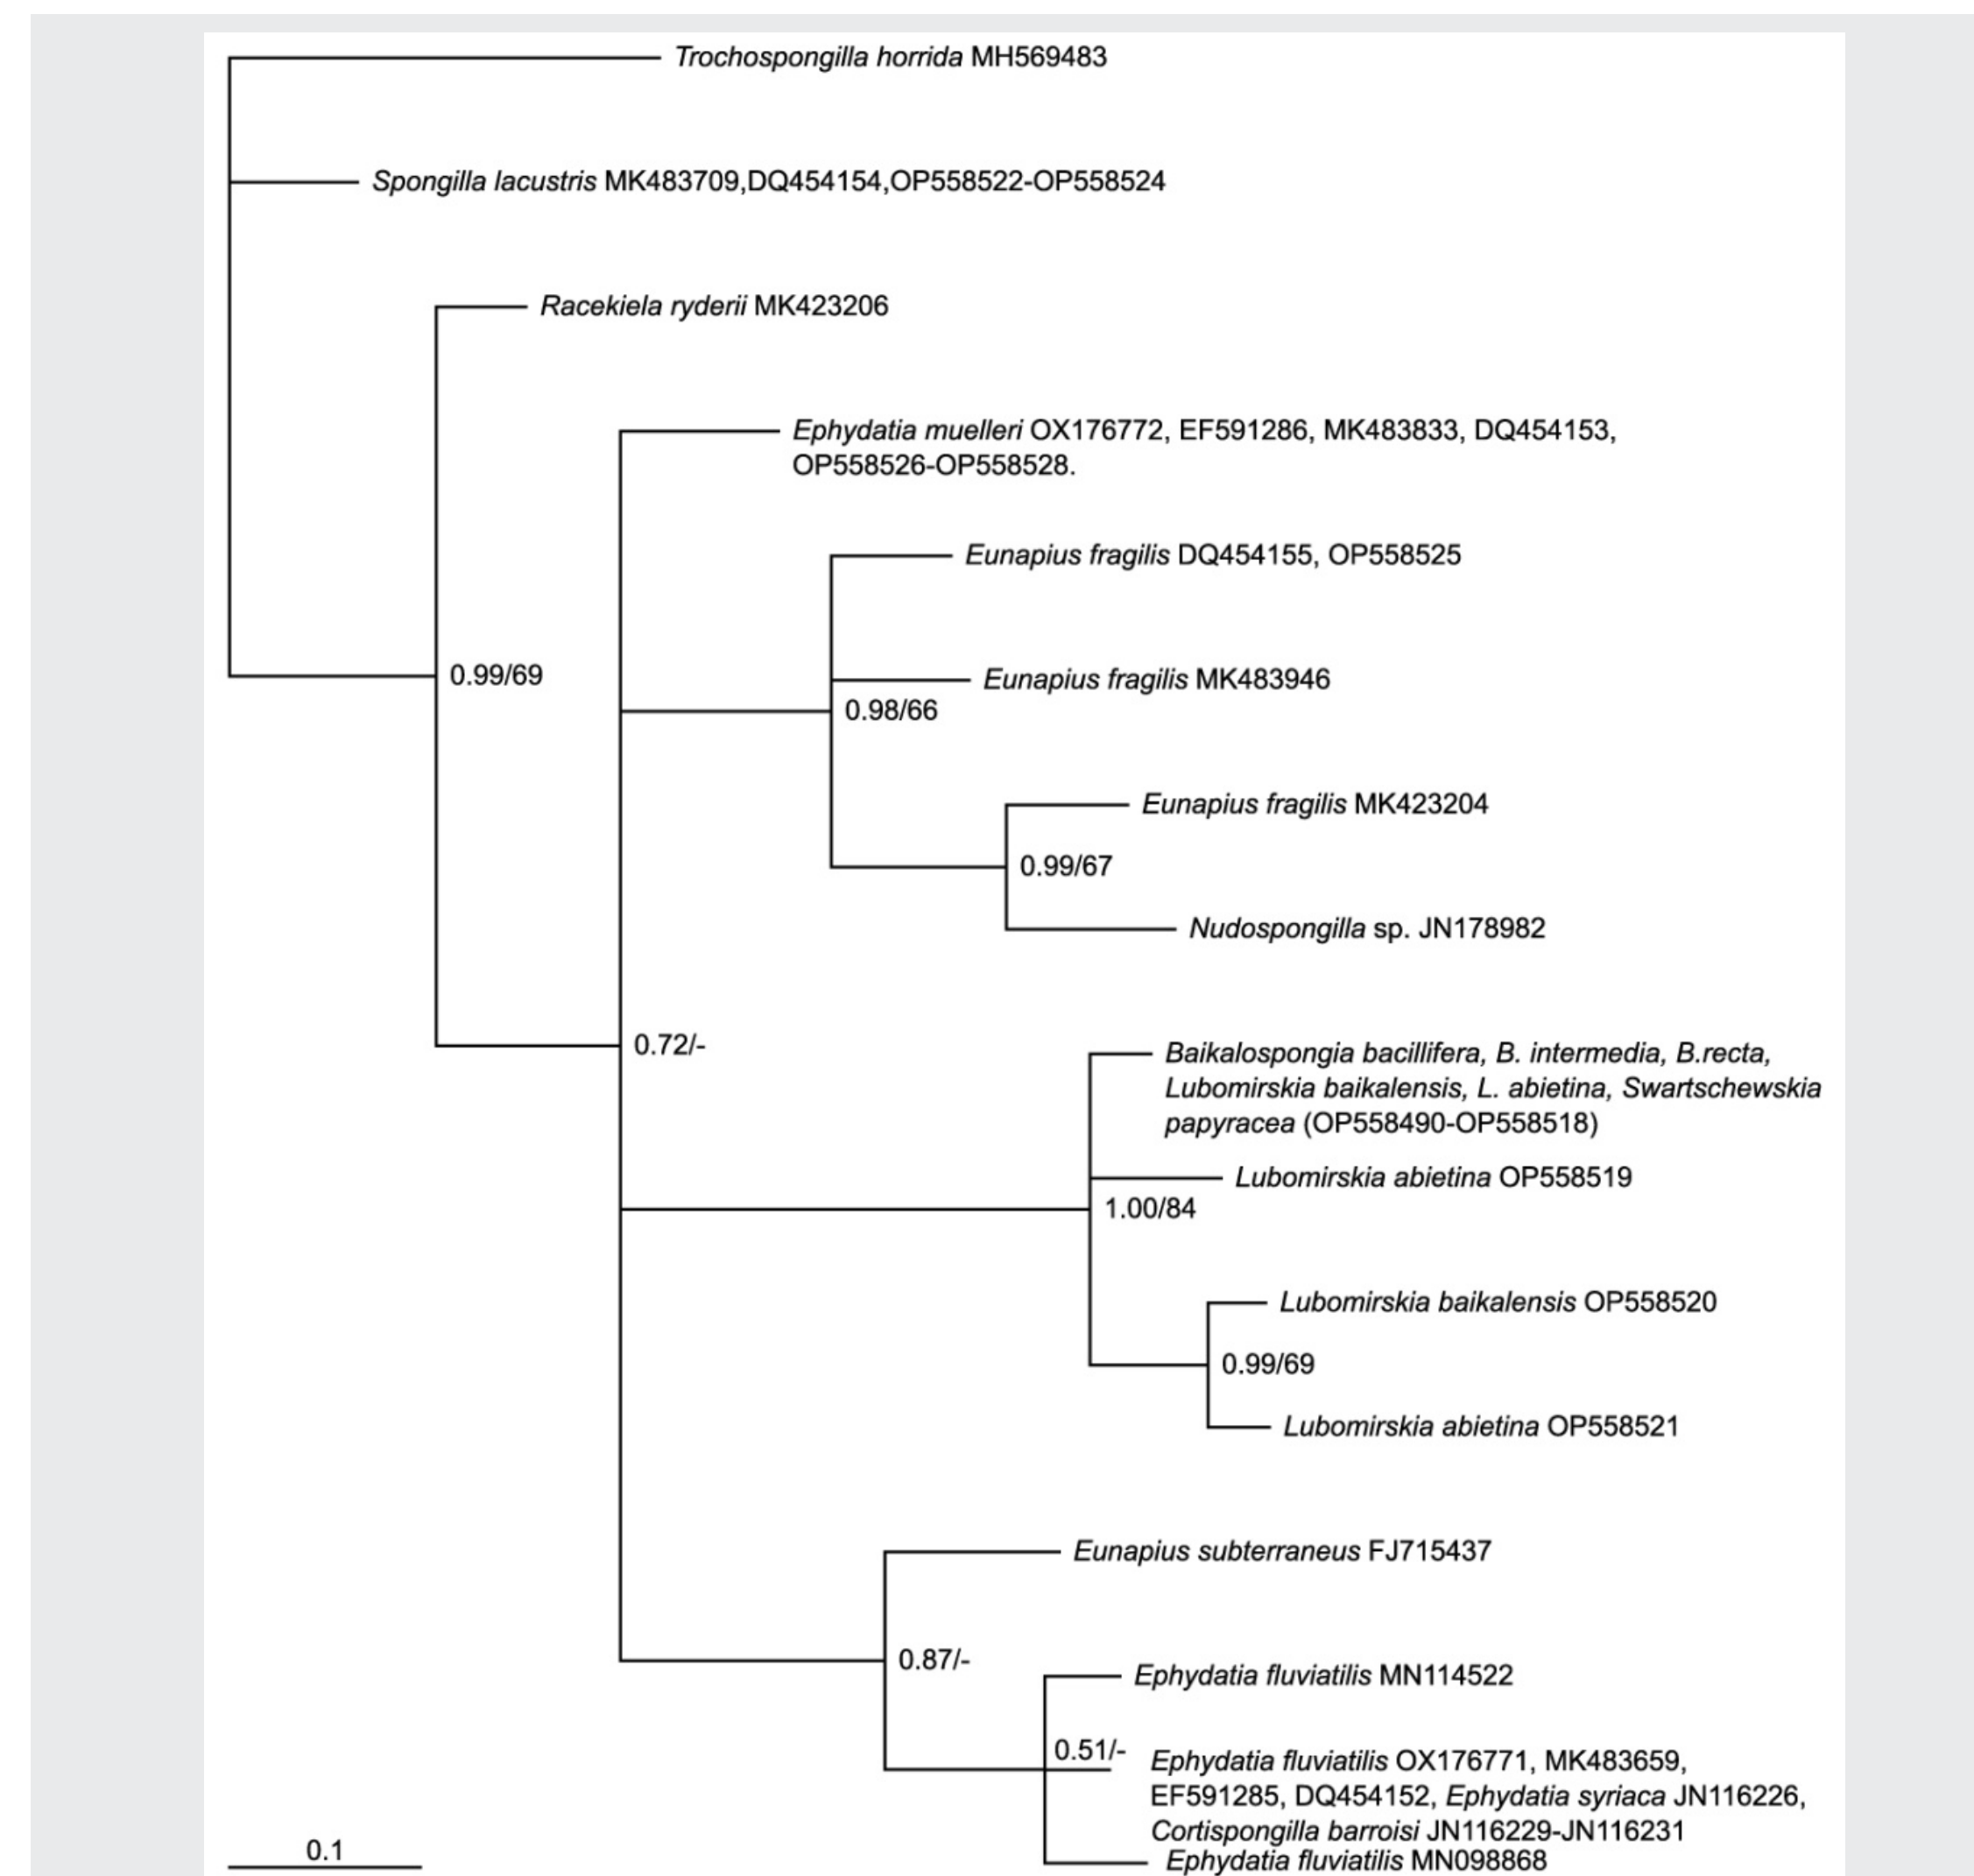 Trochospongilla horrida MH569483
Spongilla lacustris MK483709,DQ454154,OP558522-OP558524
Racekiela ryderii MK423206
Ephydatia muelleri OX176772, EF591286, MK483833, DQ454153,
OP558526-OP558528.
Eunapius fragilis DQ454155, OP558525
0.99/69
Eunapius fragilis MK483946
0.98/66
Eunapius fragilis MK423204
0.99/67
Nudospongilla sp. JN178982
0.72/-
Baikalospongia bacillifera, B. intermedia, B.recta,
Lubomirskia baikalensis, L. abietina, Swartschewskia
papyracea (OP558490-OP558518)
Lubomirskia abietina OP558519
1.00/84
Lubomirskia baikalensis OP558520
0.99/69
Lubomirskia abietina OP558521
Eunapius subterraneus FJ715437
0.87/-
Ephydatia fluviatilis MN114522
0.51/-
Ephydatia fluviatilis OX176771, MK483659,
EF591285, DQ454152, Ephydatia syriaca JN116226,
Cortispongilla barroisi JN116229-JN116231
Ephydatia fluviatilis MN098868
0.1